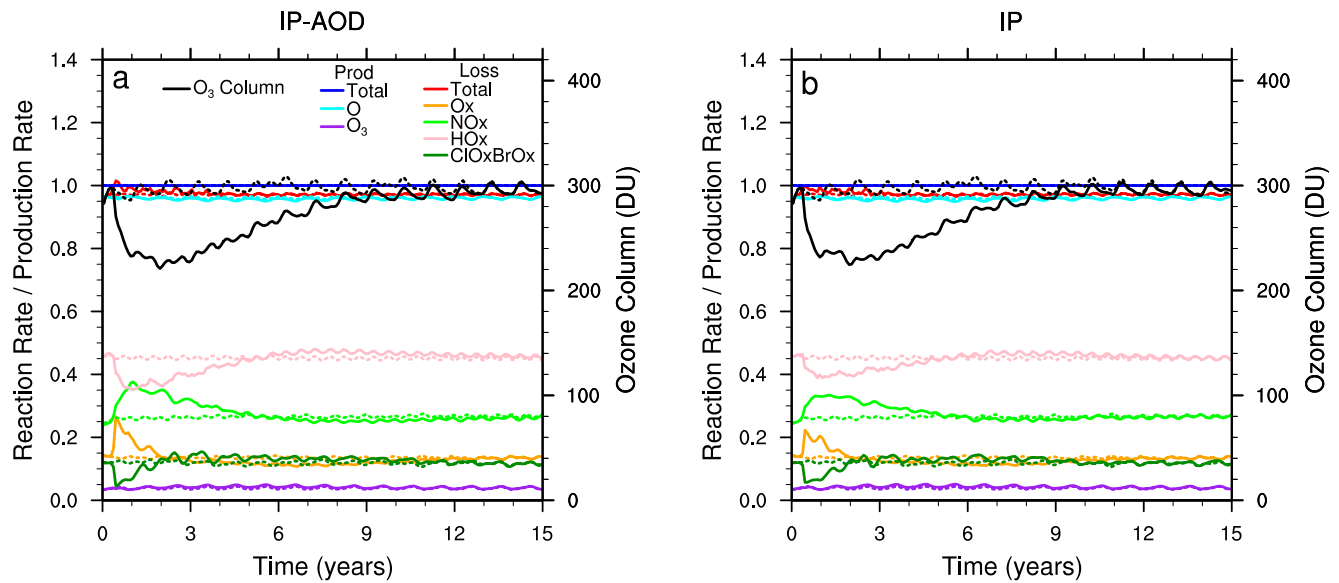 IP-AOD
a
O₃ Column
Prod
Total
O
O₃
Loss
Total
Ox
NOx
HOx
ClOxBrOx
1.4
1.2
1.0
0.8
0.6
0.4
0.2
0.0
Reaction Rate / Production Rate
400
300
200
100
0
Ozone Column (DU)
0 3 6 9 12 15
Time (years)
IP
b
1.4
1.2
1.0
0.8
0.6
0.4
0.2
0.0
Reaction Rate / Production Rate
400
300
200
100
0
Ozone Column (DU)
0 3 6 9 12 15
Time (years)